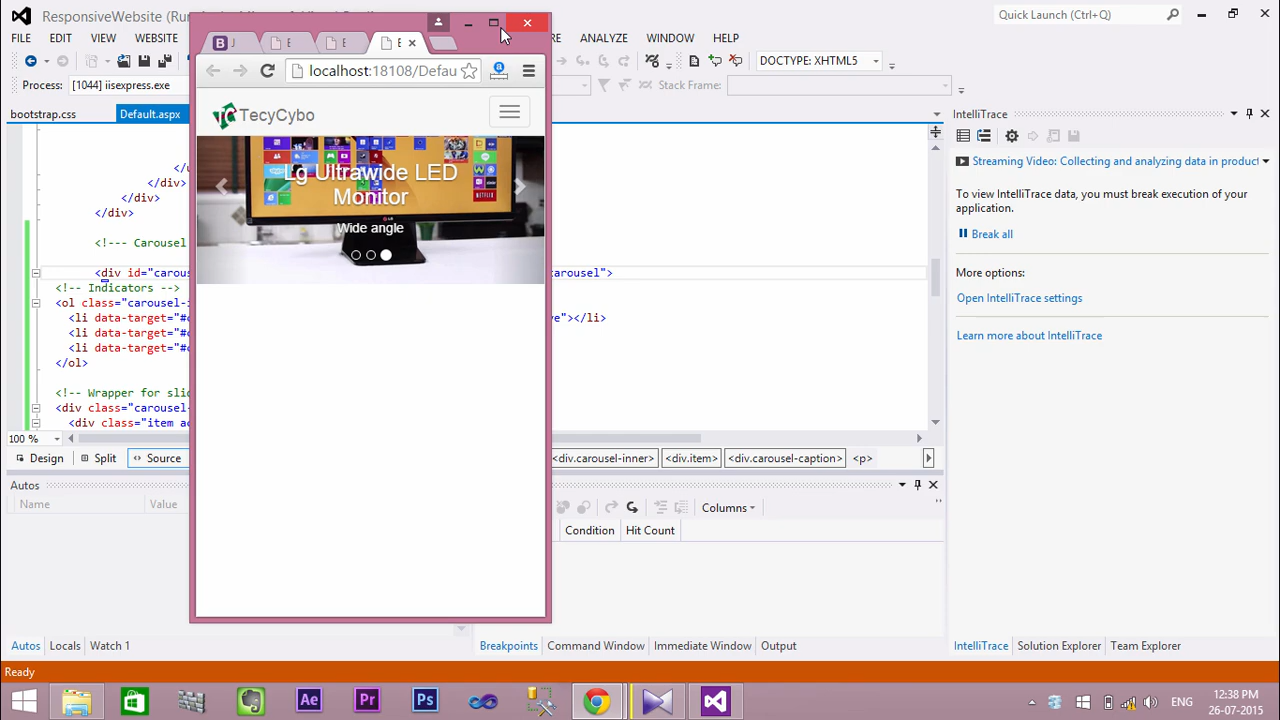 ResponsiveWebsite (Ru
Quick Launch (Ctrl+Q)
FILE EDIT VIEW WEBSITE
ANALYZE WINDOW HELP
DOCTYPE: XHTML5
Process: [1044] iisexpress.exe
Stack Frame:
localhost:18108/Defau
TecyCybo
bootstrap.css Default.aspx
IntelliTrace
Lg Ultrawide LED
Monitor
Wide angle
NETFLIX
</u
</div>
</div>
</div>
<!--- Carousel
<div id="carous
arousel">
<!-- Indicators -->
<ol class="carousel-i
<li data-target="#c
ve"></li>
<li data-target="#c
<li data-target="#c
</ol>
<!-- Wrapper for slid
<div class="carousel-
<div class="item ac
Streaming Video: Collecting and analyzing data in product
To view IntelliTrace data, you must break execution of your
application.
Break all
More options:
Open IntelliTrace settings
Learn more about IntelliTrace
100 %
Design Split Source
<div.carousel-inner> <div.item> <div.carousel-caption> <p>
Autos
Name Value
Columns
Condition Hit Count
Autos Locals Watch 1
Breakpoints Command Window Immediate Window Output
IntelliTrace Solution Explorer Team Explorer
Ready
Ae Pr Ps
ENG
12:38 PM
26-07-2015